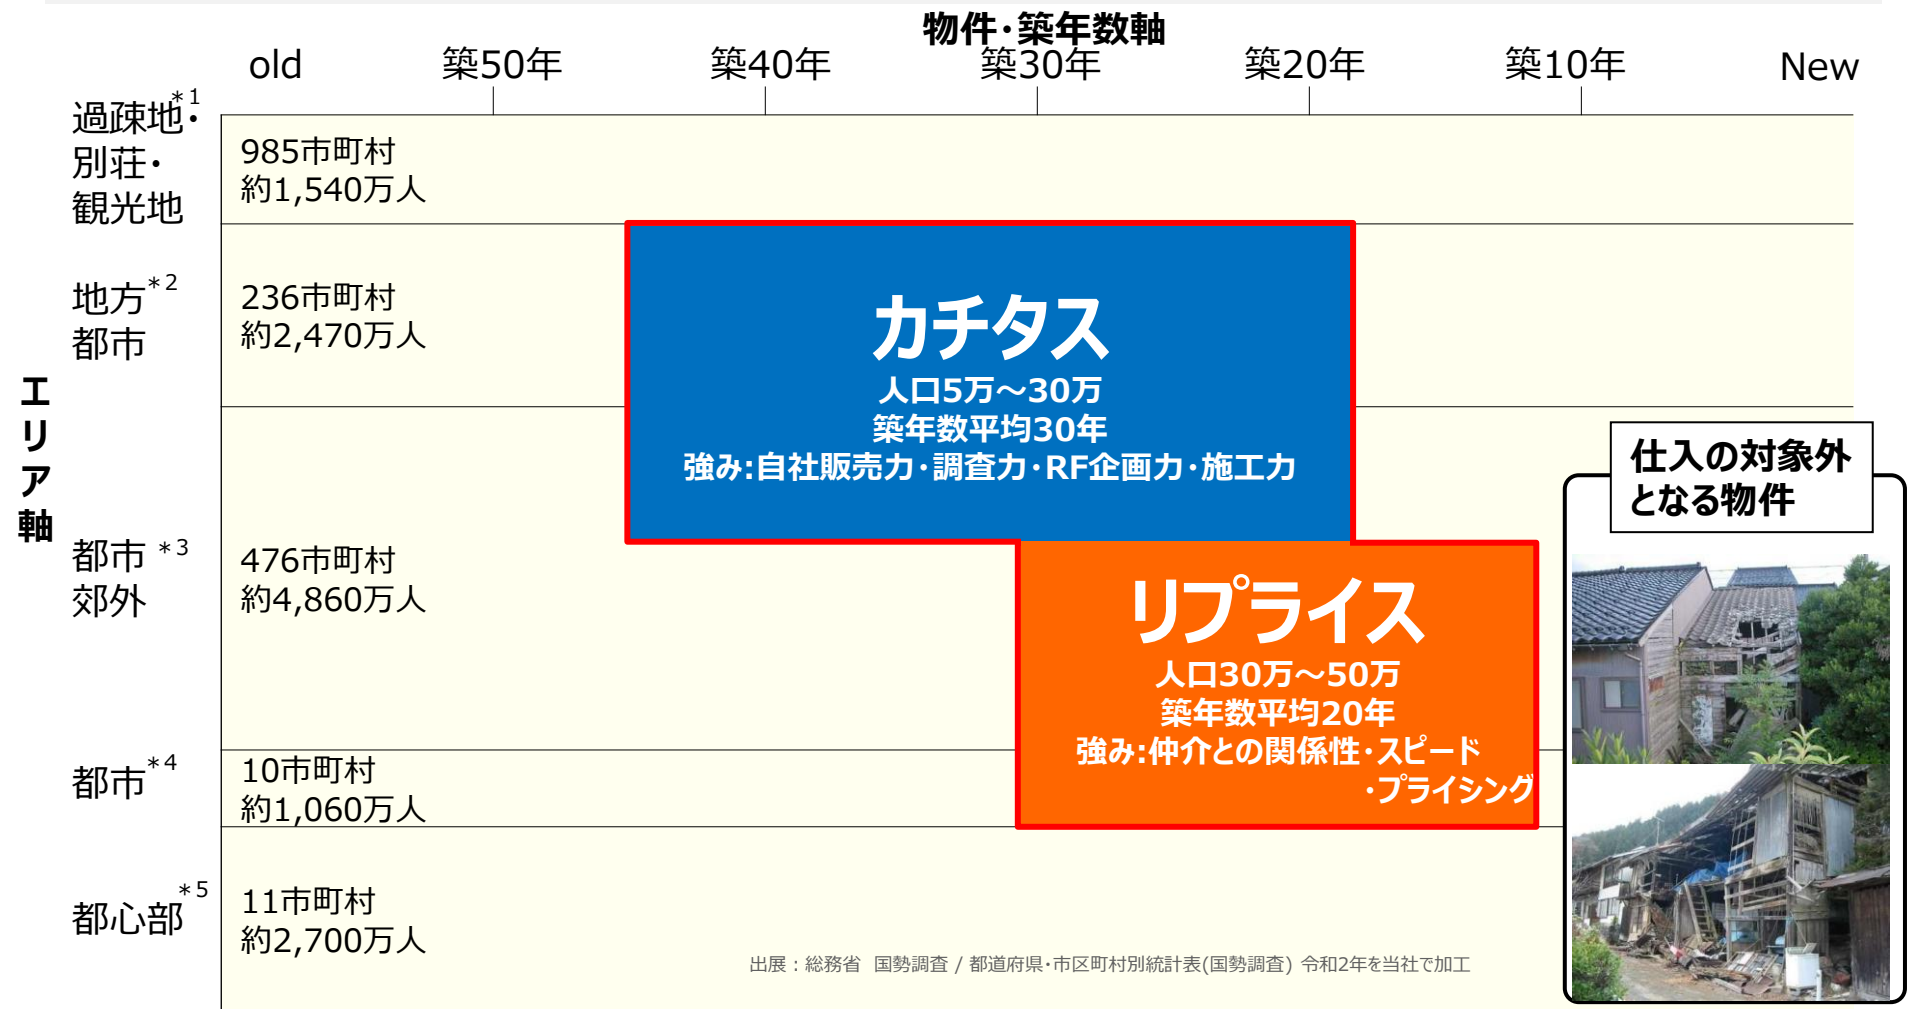 物件･築年数軸
old 築50年 築40年 築30年 築20年 築10年 New
エリア軸
過疎地･*1
別荘･
観光地
985市町村
約1,540万人
地方*2
都市
236市町村
約2,470万人
カチタス
人口5万～30万
築年数平均30年
強み:自社販売力･調査力･RF企画力･施工力
都市 *3
郊外
476市町村
約4,860万人
リプライス
人口30万～50万
築年数平均20年
強み:仲介との関係性･スピード
･プライシング
都市*4
10市町村
約1,060万人
都心部*5
11市町村
約2,700万人
仕入の対象外
となる物件
出展：総務省 国勢調査 / 都道府県･市区町村別統計表(国勢調査) 令和2年を当社で加工